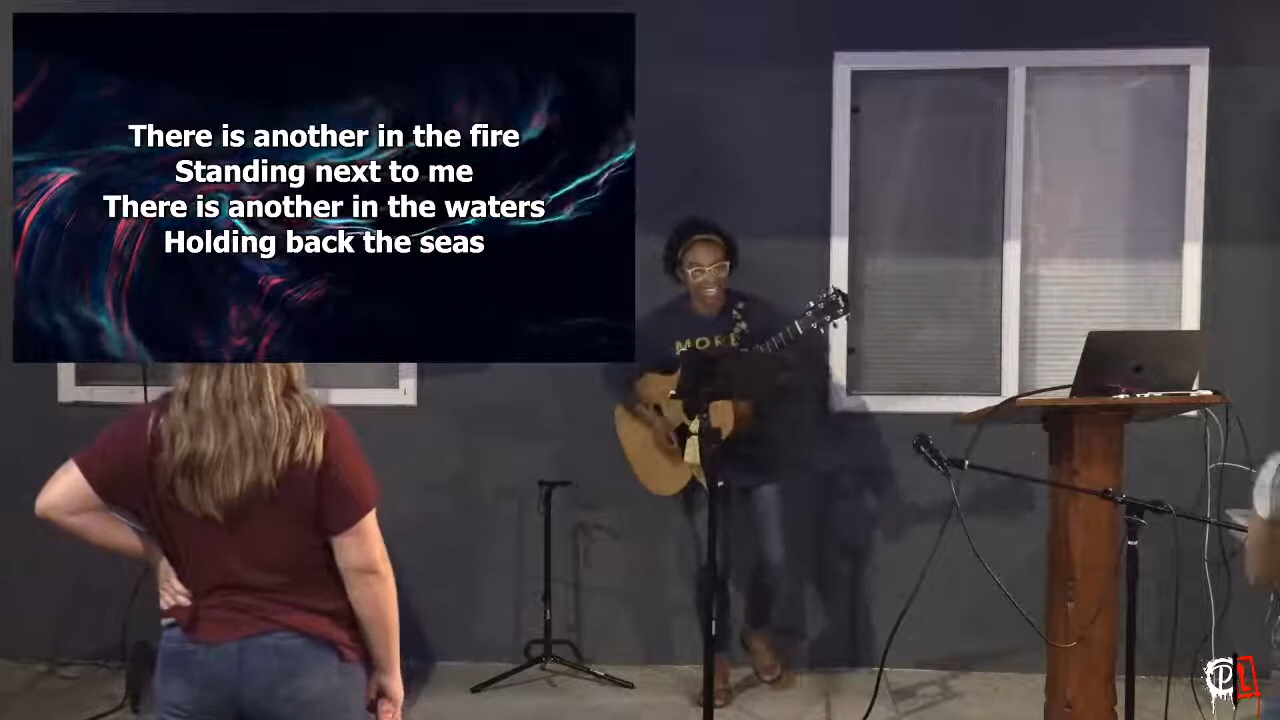 There is another in the fire
Standing next to me
There is another in the waters
Holding back the seas
MORE